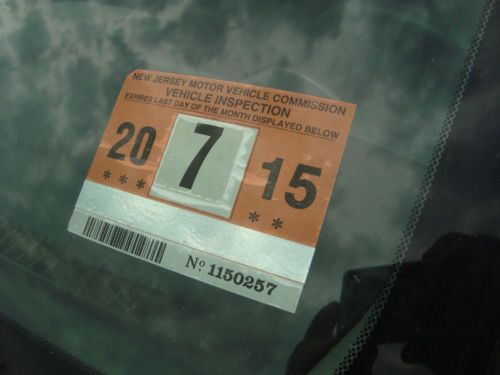 NEW JERSEY MOTOR VEHICLE COMMISSION
VEHICLE INSPECTION
EXPIRES LAST DAY OF THE MONTH DISPLAYED BELOW
20 7 15
*** **
Nº 1150257